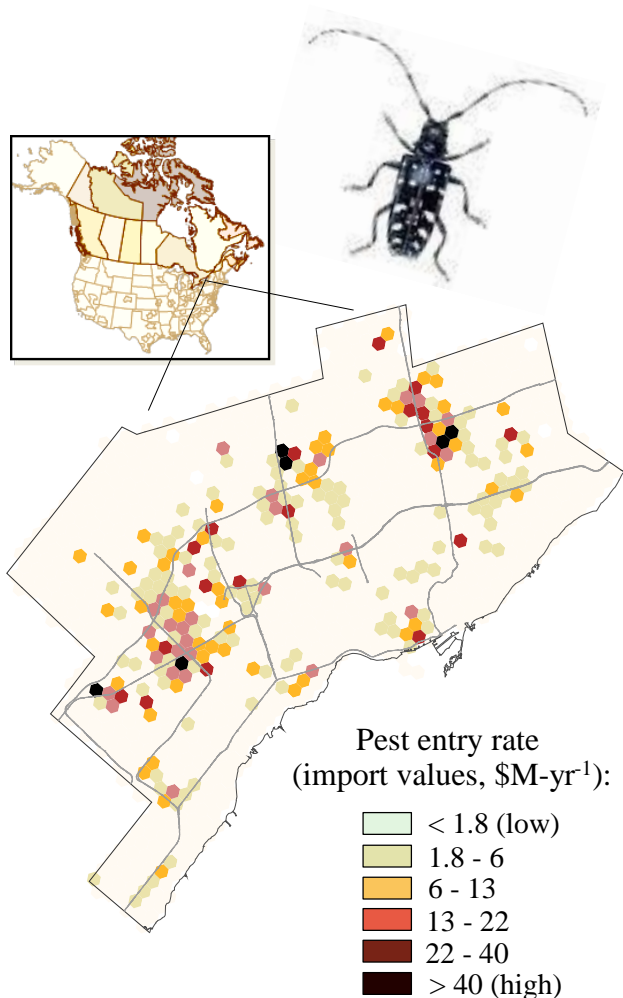 Pest entry rate
(import values, $M-yr⁻¹):
< 1.8 (low)
1.8 - 6
6 - 13
13 - 22
22 - 40
> 40 (high)